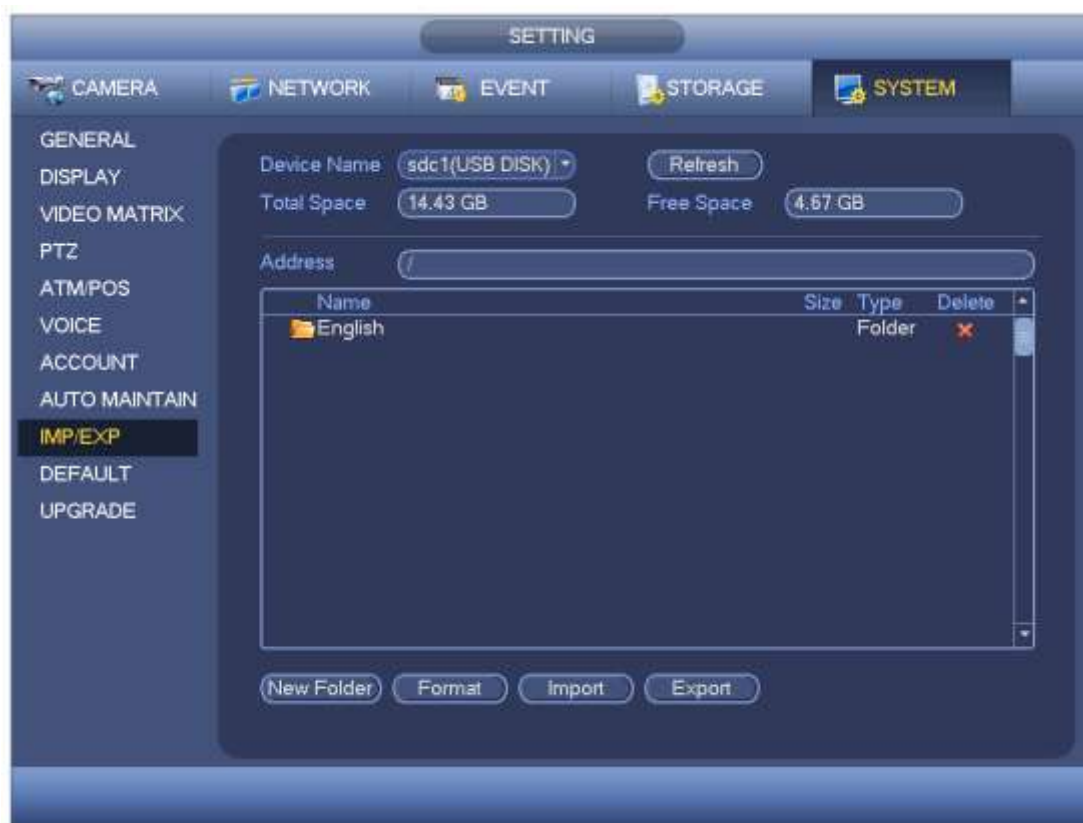 SETTING
CAMERA NETWORK EVENT STORAGE SYSTEM
GENERAL
DISPLAY
VIDEO MATRIX
PTZ
ATM/POS
VOICE
ACCOUNT
AUTO MAINTAIN
IMP/EXP
DEFAULT
UPGRADE
Device Name sdc1(USB DISK) Refresh
Total Space 14.43 GB Free Space 4.67 GB
Address /
Name Size Type Delete
English Folder
New Folder Format Import Export